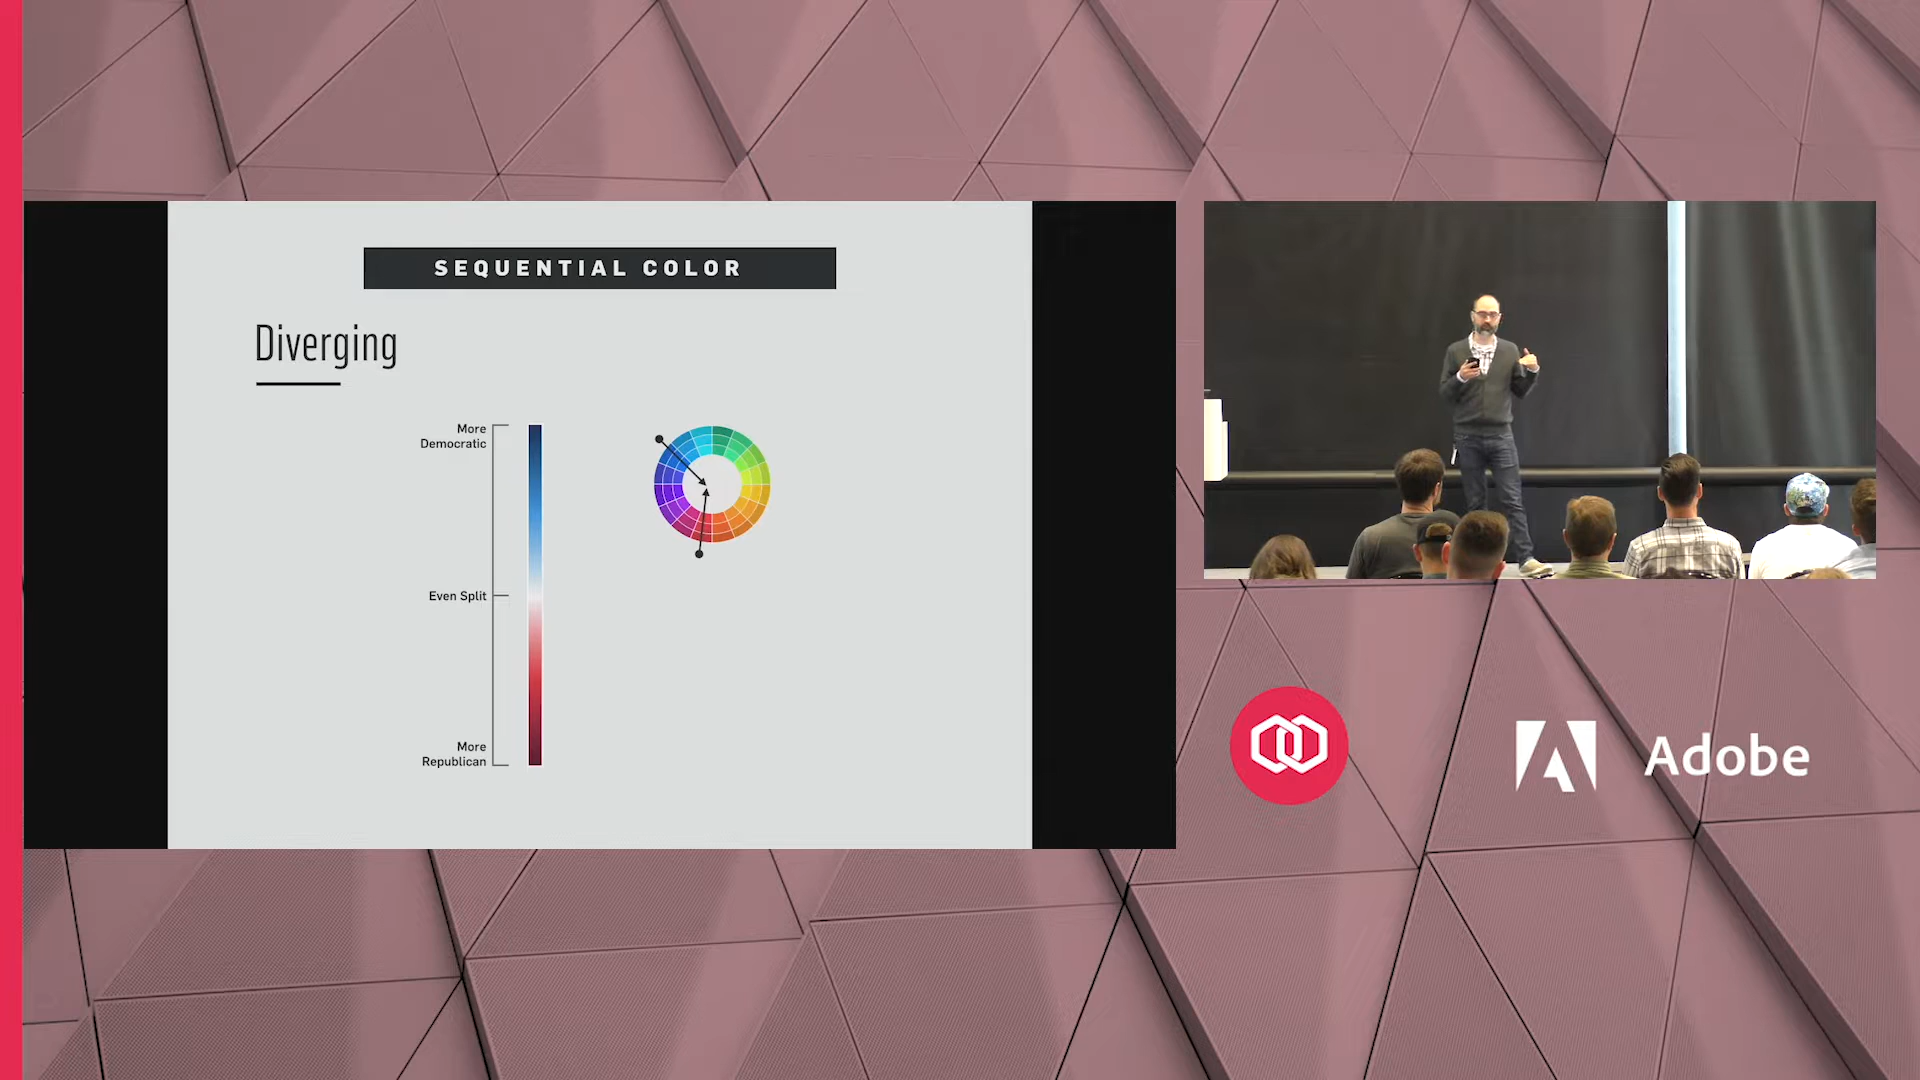 SEQUENTIAL COLOR
Diverging
More
Democratic
Even Split
More
Republican
Adobe